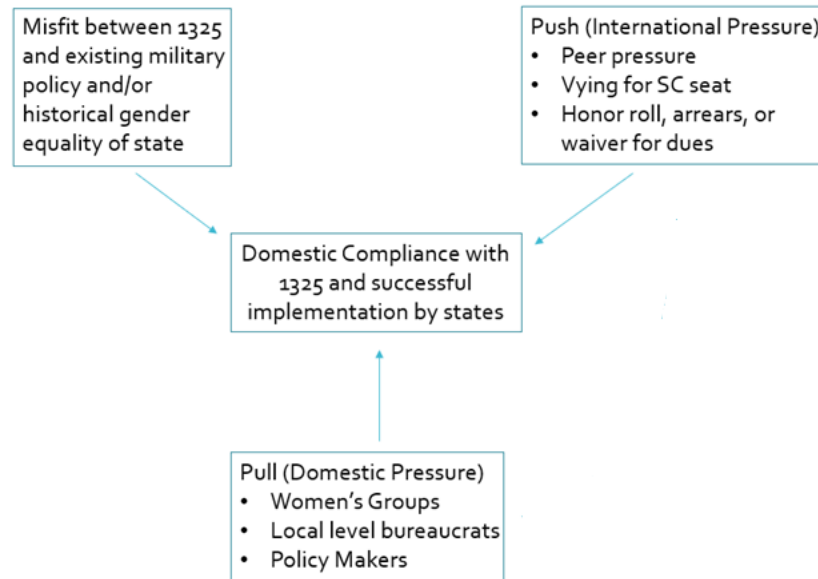 Misfit between 1325
and existing military
policy and/or
historical gender
equality of state
Push (International Pressure)
• Peer pressure
• Vying for SC seat
• Honor roll, arrears, or
waiver for dues
Domestic Compliance with
1325 and successful
implementation by states
Pull (Domestic Pressure)
• Women’s Groups
• Local level bureaucrats
• Policy Makers